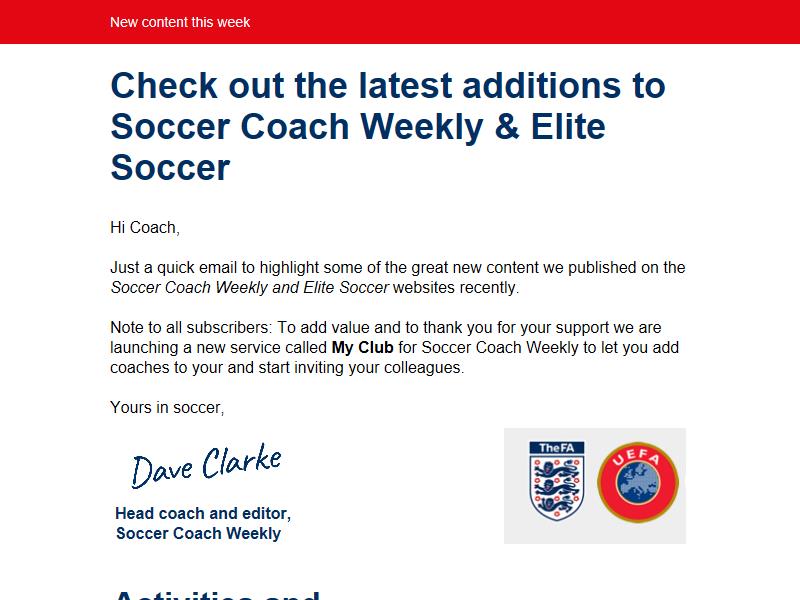 New content this week
Check out the latest additions to
Soccer Coach Weekly & Elite
Soccer
Hi Coach,
Just a quick email to highlight some of the great new content we published on the
Soccer Coach Weekly and Elite Soccer websites recently.
Note to all subscribers: To add value and to thank you for your support we are
launching a new service called My Club for Soccer Coach Weekly to let you add
coaches to your and start inviting your colleagues.
Yours in soccer,
Dave Clarke
TheFA
UEFA
Head coach and editor,
Soccer Coach Weekly
Activities and